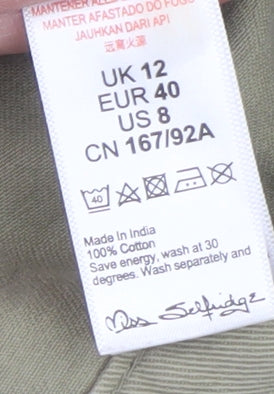 MANTENER ALEJ
MANTER AFASTADO DO FOGO
JAUHKAN DARI API
远离火源
UK 12
EUR 40
US 8
CN 167/92A
40
Made in India
100% Cotton
Save energy, wash at 30
degrees. Wash separately and
Miss Selfridge